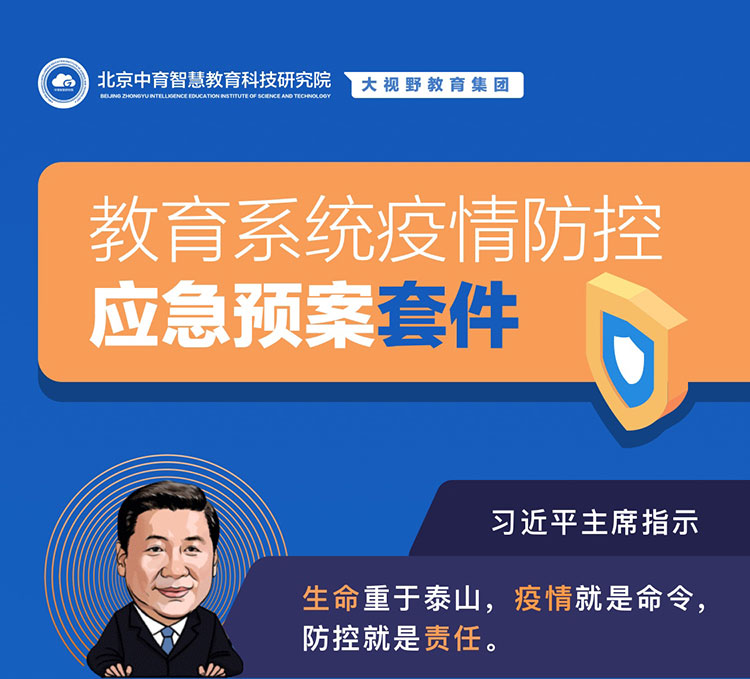 北京中育智慧教育科技研究院
BEIJING ZHONGYU INTELLIGENCE EDUCATION INSTITUTE OF SCIENCE AND TECHNOLOGY
大视野教育集团
教育系统疫情防控
应急预案套件
习近平主席指示
生命重于泰山，疫情就是命令，
防控就是责任。